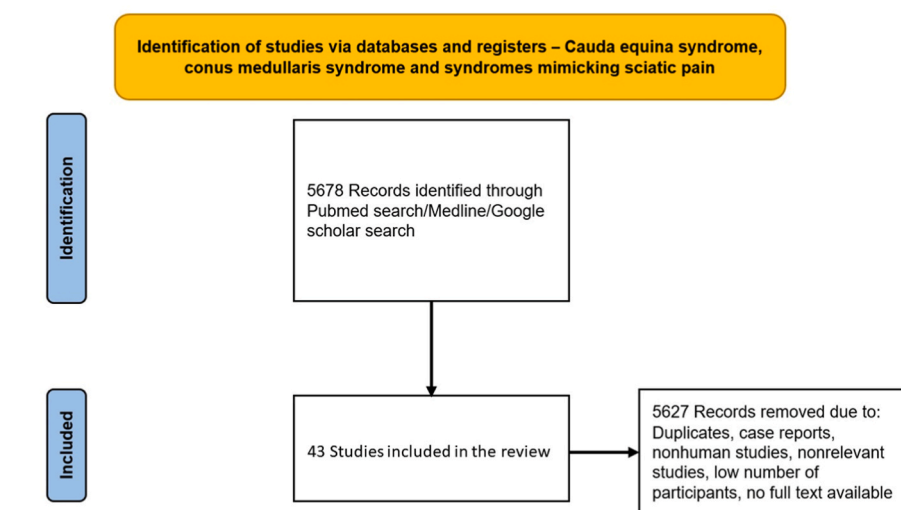 Identification of studies via databases and registers – Cauda equina syndrome,
conus medullaris syndrome and syndromes mimicking sciatic pain
Identification
5678 Records identified through
Pubmed search/Medline/Google
scholar search
Included
43 Studies included in the review
5627 Records removed due to:
Duplicates, case reports,
nonhuman studies, nonrelevant
studies, low number of
participants, no full text available